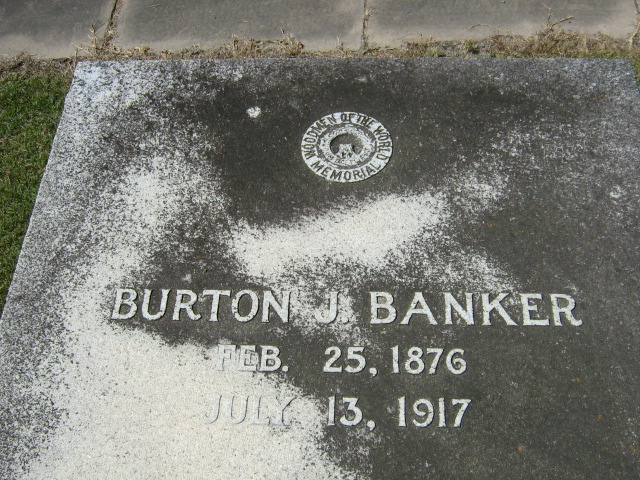 WOODMEN OF THE WORLD
MEMORIAL
BURTON J. BANKER
FEB. 25, 1876
JULY 13, 1917